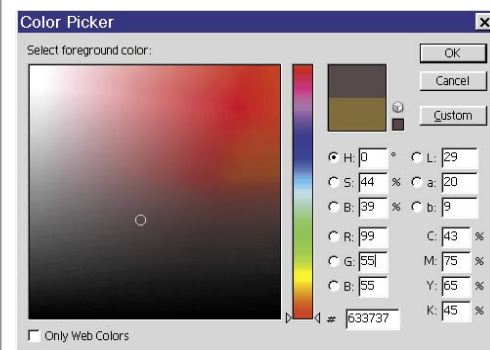 Color Picker
Select foreground color:
OK
Cancel
Custom
H: 0 °
S: 44 %
B: 39 %
R: 99
G: 55
B: 55
# 633737
L: 29
a: 20
b: 9
C: 43 %
M: 75 %
Y: 65 %
K: 45 %
Only Web Colors